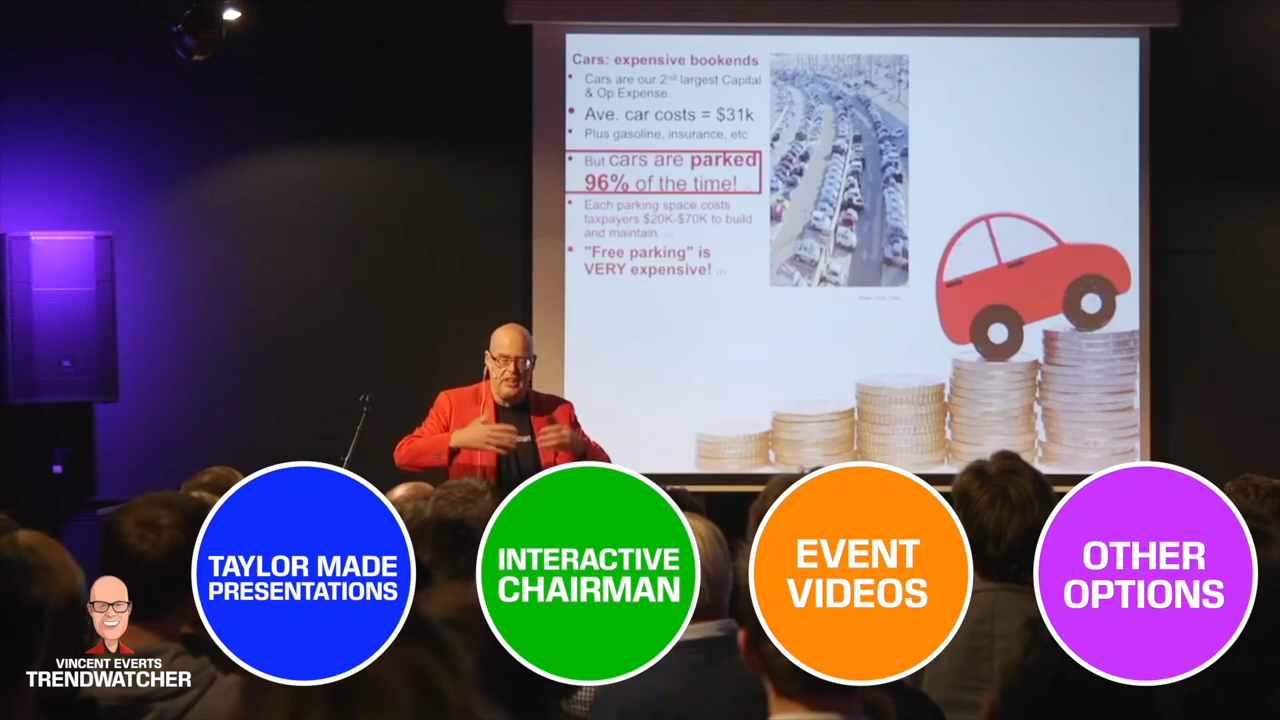 Cars: expensive bookends
• Cars are our 2nd largest Capital
& Op Expense.
• Ave. car costs = $31k
• Plus gasoline, insurance, etc
• But cars are parked
96% of the time!
• Each parking space costs
taxpayers $20K-$70K to build
and maintain.
• "Free parking" is
VERY expensive!
TAYLOR MADE
PRESENTATIONS
INTERACTIVE
CHAIRMAN
EVENT
VIDEOS
OTHER
OPTIONS
VINCENT EVERTS
TRENDWATCHER